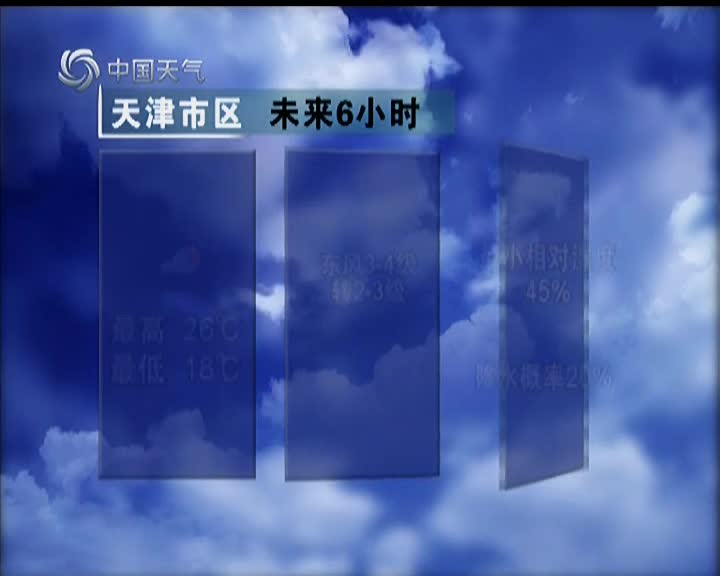 中国天气
天津市区 未来6小时
最高 26℃
最低 18℃
东风3-4级
转2-3级
小相对湿度
45%
降水概率20%